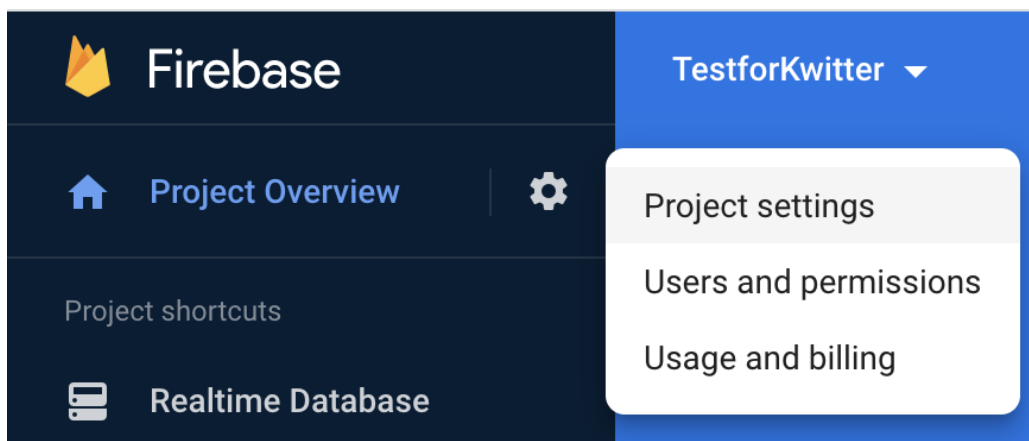 Firebase
TestforKwitter
Project Overview
Project settings
Users and permissions
Usage and billing
Project shortcuts
Realtime Database